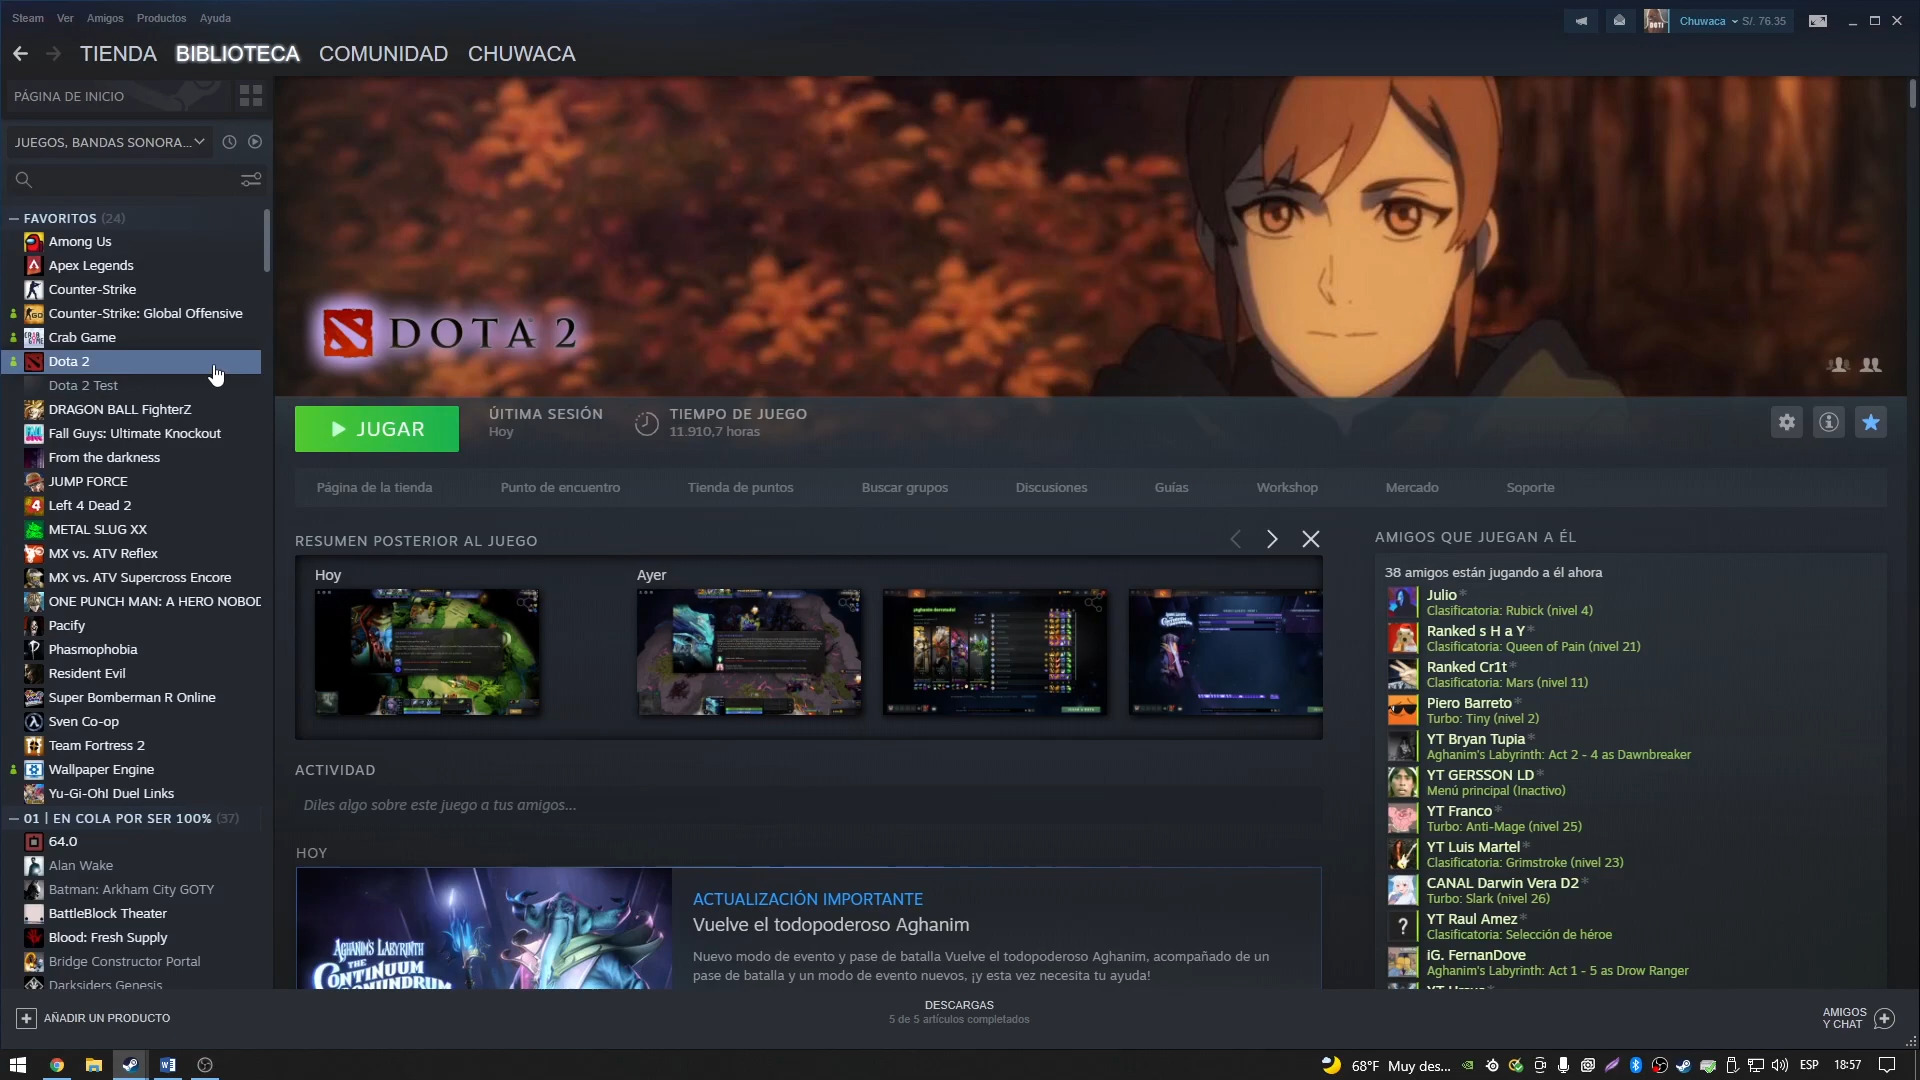 Steam Ver Amigos Productos Ayuda
Chuwaca S/. 76.35
TIENDA BIBLIOTECA COMUNIDAD CHUWACA
PÁGINA DE INICIO
JUEGOS, BANDAS SONORA...
FAVORITOS (24)
Among Us
Apex Legends
Counter-Strike
Counter-Strike: Global Offensive
Crab Game
Dota 2
Dota 2 Test
DRAGON BALL FighterZ
Fall Guys: Ultimate Knockout
From the darkness
JUMP FORCE
Left 4 Dead 2
METAL SLUG XX
MX vs. ATV Reflex
MX vs. ATV Supercross Encore
ONE PUNCH MAN: A HERO NOBOD
Pacify
Phasmophobia
Resident Evil
Super Bomberman R Online
Sven Co-op
Team Fortress 2
Wallpaper Engine
Yu-Gi-Oh! Duel Links
01 | EN COLA POR SER 100% (37)
64.0
Alan Wake
Batman: Arkham City GOTY
BattleBlock Theater
Blood: Fresh Supply
Bridge Constructor Portal
Darksiders Genesis
AÑADIR UN PRODUCTO
DOTA 2
JUGAR
ÚLTIMA SESIÓN
Hoy
TIEMPO DE JUEGO
11.910,7 horas
Página de la tienda Punto de encuentro Tienda de puntos Buscar grupos Discusiones Guías Workshop Mercado Soporte
RESUMEN POSTERIOR AL JUEGO
Hoy
Ayer
ACTIVIDAD
Diles algo sobre este juego a tus amigos...
HOY
AGHANIM'S LABYRINTH
THE
CONTINUUM
CONUNDRUM
ACTUALIZACIÓN IMPORTANTE
Vuelve el todopoderoso Aghanim
Nuevo modo de evento y pase de batalla Vuelve el todopoderoso Aghanim, acompañado de un
pase de batalla y un modo de evento nuevos, ¡y esta vez necesita tu ayuda!
AMIGOS QUE JUEGAN A ÉL
38 amigos están jugando a él ahora
Julio*
Clasificatoria: Rubick (nivel 4)
Ranked s H a Y*
Clasificatoria: Queen of Pain (nivel 21)
Ranked Cr1t*
Clasificatoria: Mars (nivel 11)
Piero Barreto*
Turbo: Tiny (nivel 2)
YT Bryan Tupia*
Aghanim's Labyrinth: Act 2 - 4 as Dawnbreaker
YT GERSSON LD*
Menú principal (Inactivo)
YT Franco*
Turbo: Anti-Mage (nivel 25)
YT Luis Martel*
Clasificatoria: Grimstroke (nivel 23)
CANAL Darwin Vera D2*
Turbo: Slark (nivel 26)
YT Raul Amez*
Clasificatoria: Selección de héroe
iG. FernanDove
Aghanim's Labyrinth: Act 1 - 5 as Drow Ranger
DESCARGAS
5 de 5 artículos completados
AMIGOS
Y CHAT
68°F Muy des... ESP 18:57